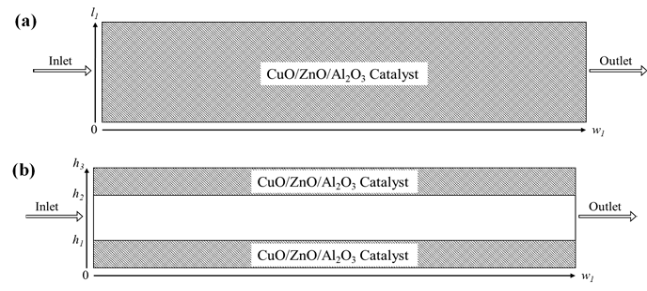 (a)
l₁
Inlet
CuO/ZnO/Al₂O₃ Catalyst
Outlet
0
w₁
(b)
h₃
CuO/ZnO/Al₂O₃ Catalyst
h₂
Inlet
Outlet
h₁
CuO/ZnO/Al₂O₃ Catalyst
0
w₁